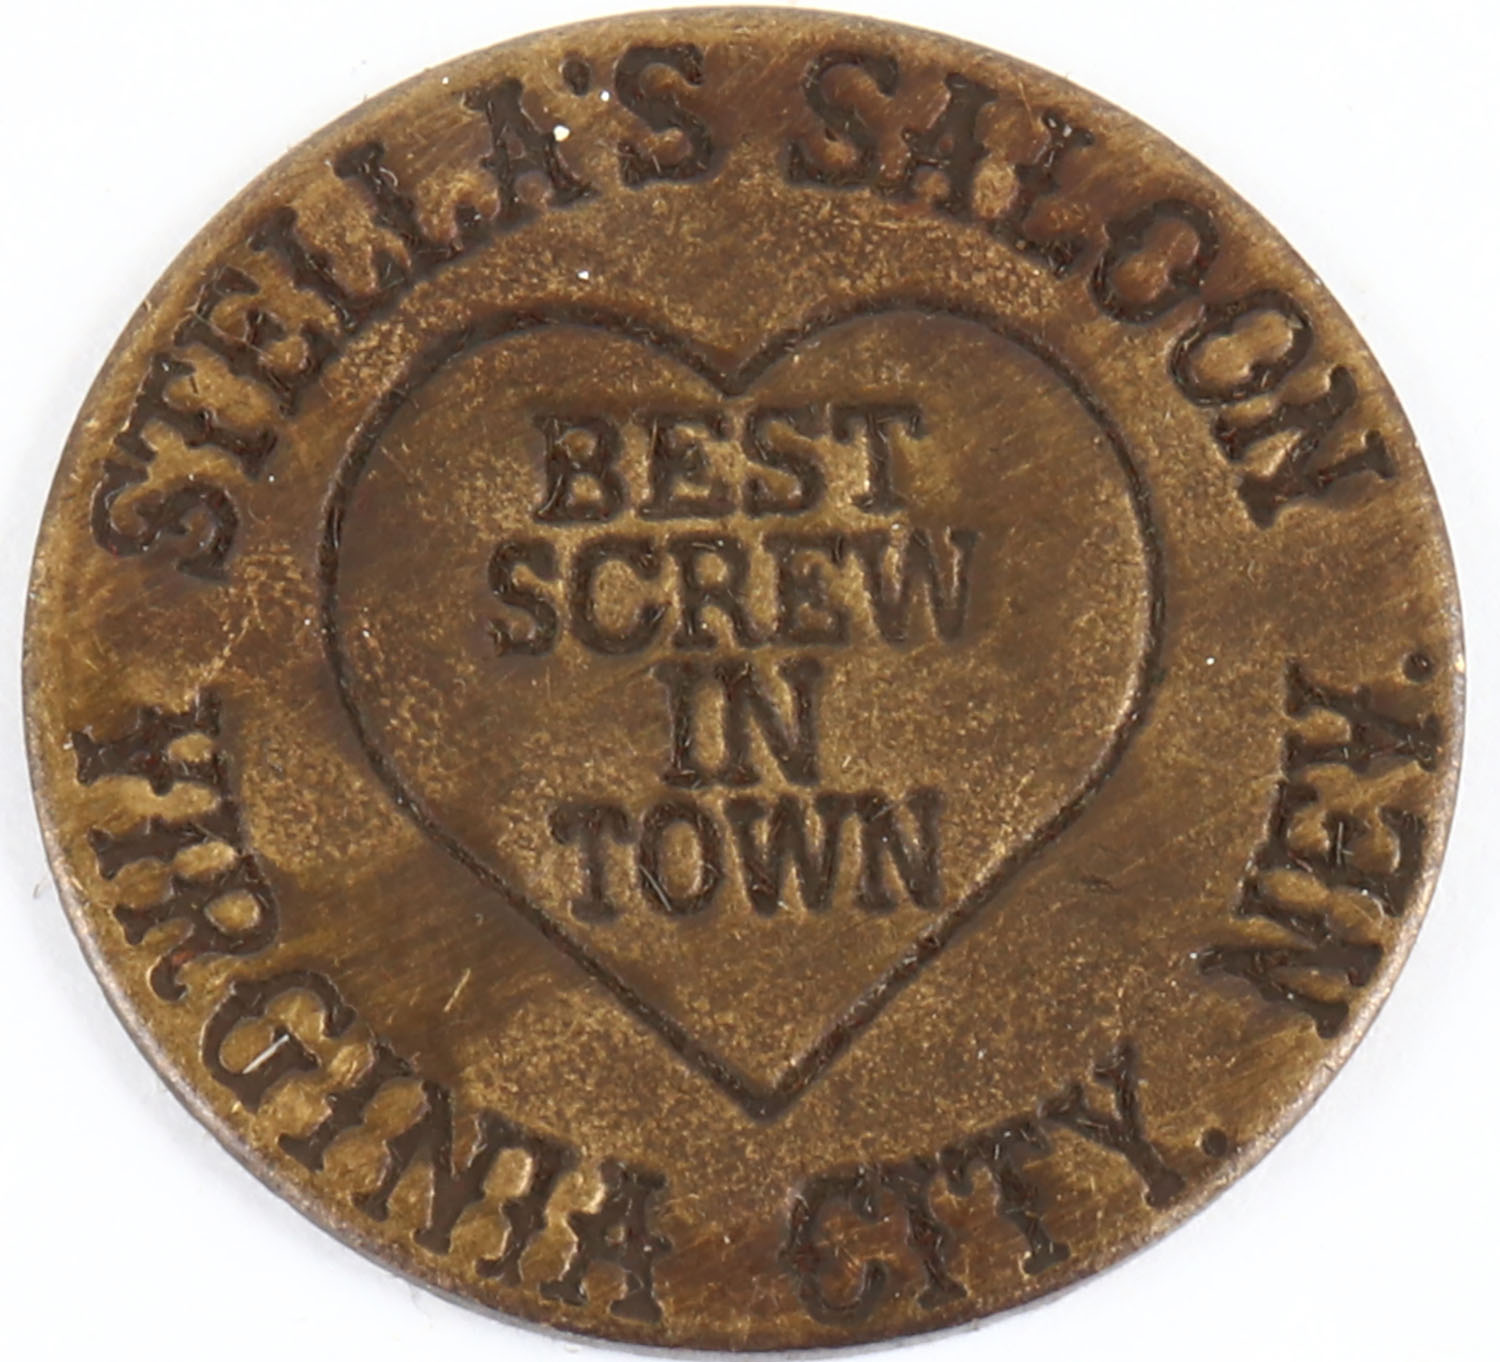 STELLA'S SALOON
BEST
SCREW
IN
TOWN
VIRGINIA CITY. NEV.